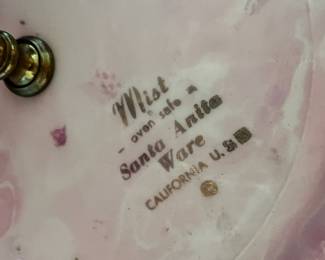 Mist
- oven safe -
Santa Anita
Ware
CALIFORNIA U.S.